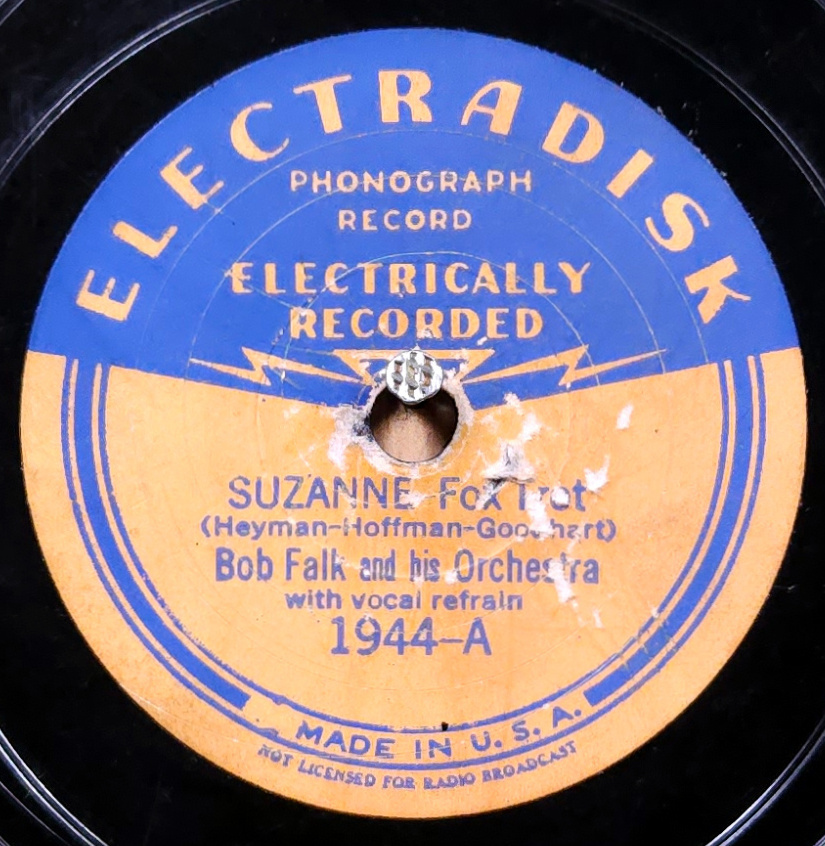 ELECTRADISK
PHONOGRAPH
RECORD
ELECTRICALLY
RECORDED
SUZANNE-Fox Trot
(Heyman-Hoffman-Goodhart)
Bob Falk and his Orchestra
with vocal refrain
1944-A
MADE IN U. S. A.
NOT LICENSED FOR RADIO BROADCAST